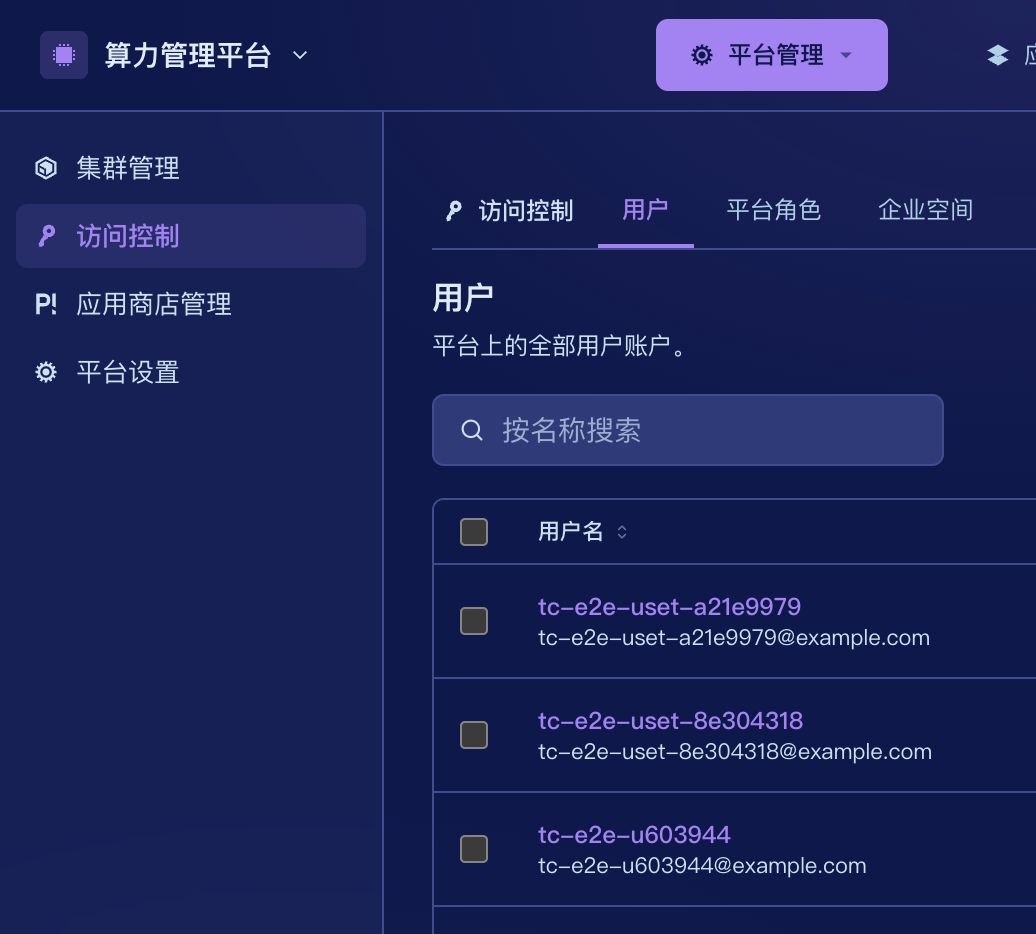 算力管理平台
平台管理
集群管理
访问控制
应用商店管理
平台设置
访问控制 用户 平台角色 企业空间
用户
平台上的全部用户账户。
按名称搜索
用户名
tc-e2e-uset-a21e9979
tc-e2e-uset-a21e9979@example.com
tc-e2e-uset-8e304318
tc-e2e-uset-8e304318@example.com
tc-e2e-u603944
tc-e2e-u603944@example.com